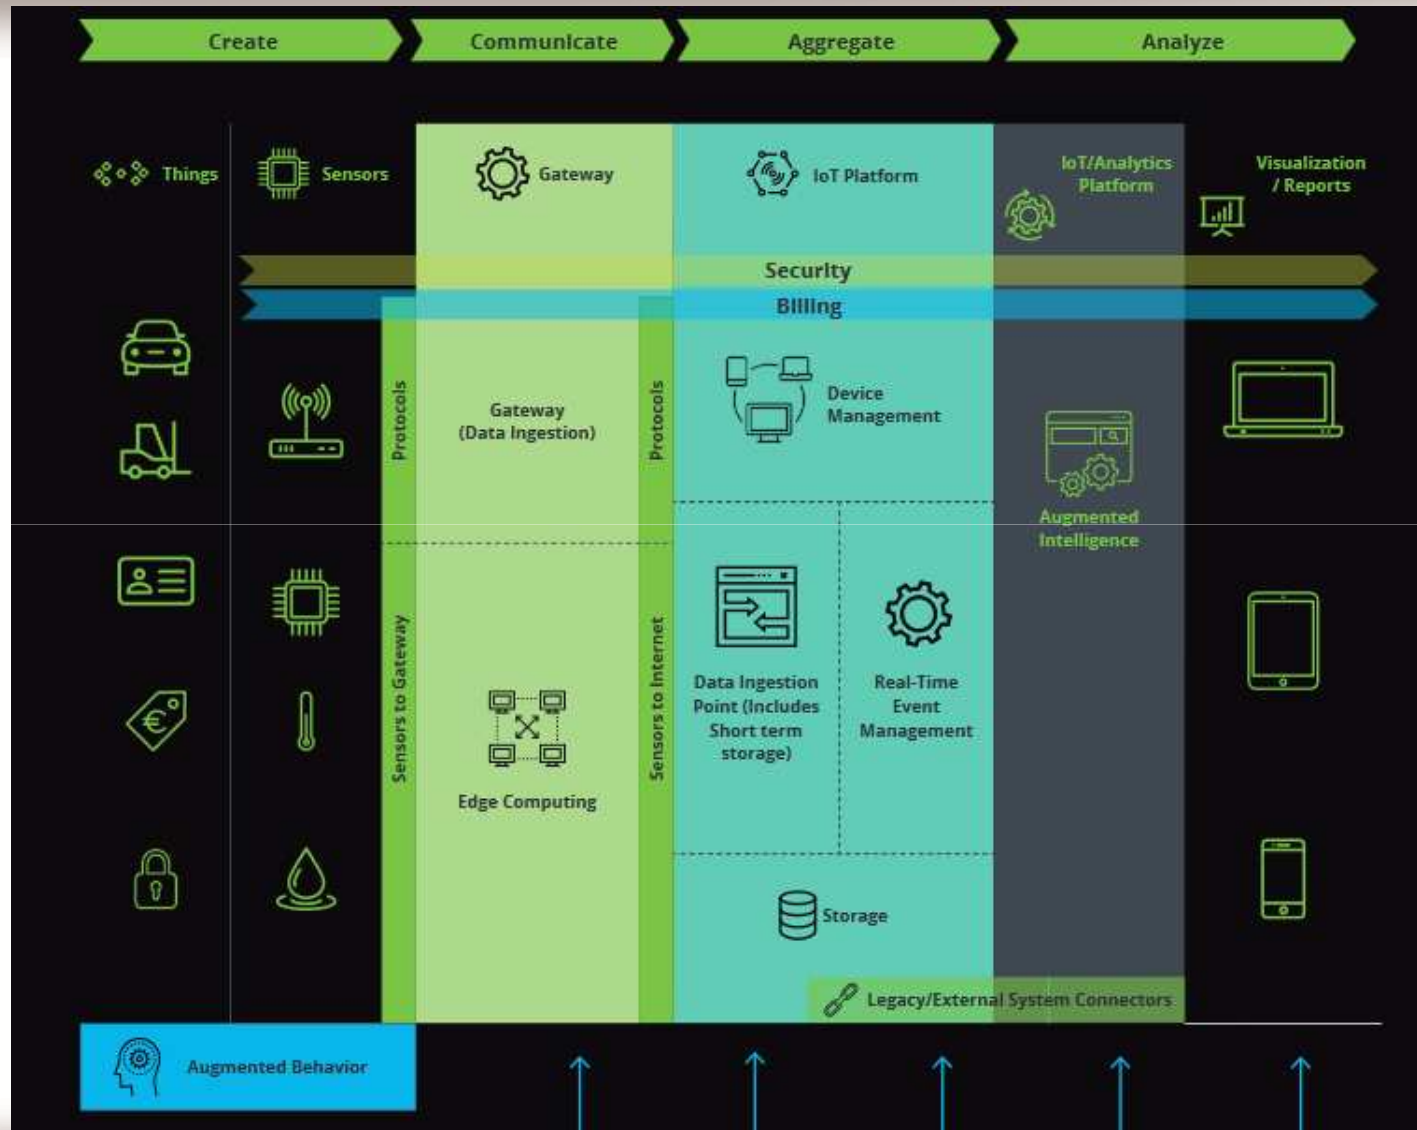 Create
Communicate
Aggregate
Analyze
Things
Sensors
Gateway
IoT Platform
IoT/Analytics
Platform
Visualization
/ Reports
Security
Billing
Protocols
Sensors to Gateway
Gateway
(Data Ingestion)
Edge Computing
Protocols
Sensors to Internet
Device
Management
Data Ingestion
Point (Includes
Short term
storage)
Real-Time
Event
Management
Storage
Augmented
Intelligence
€
Legacy/External System Connectors
Augmented Behavior